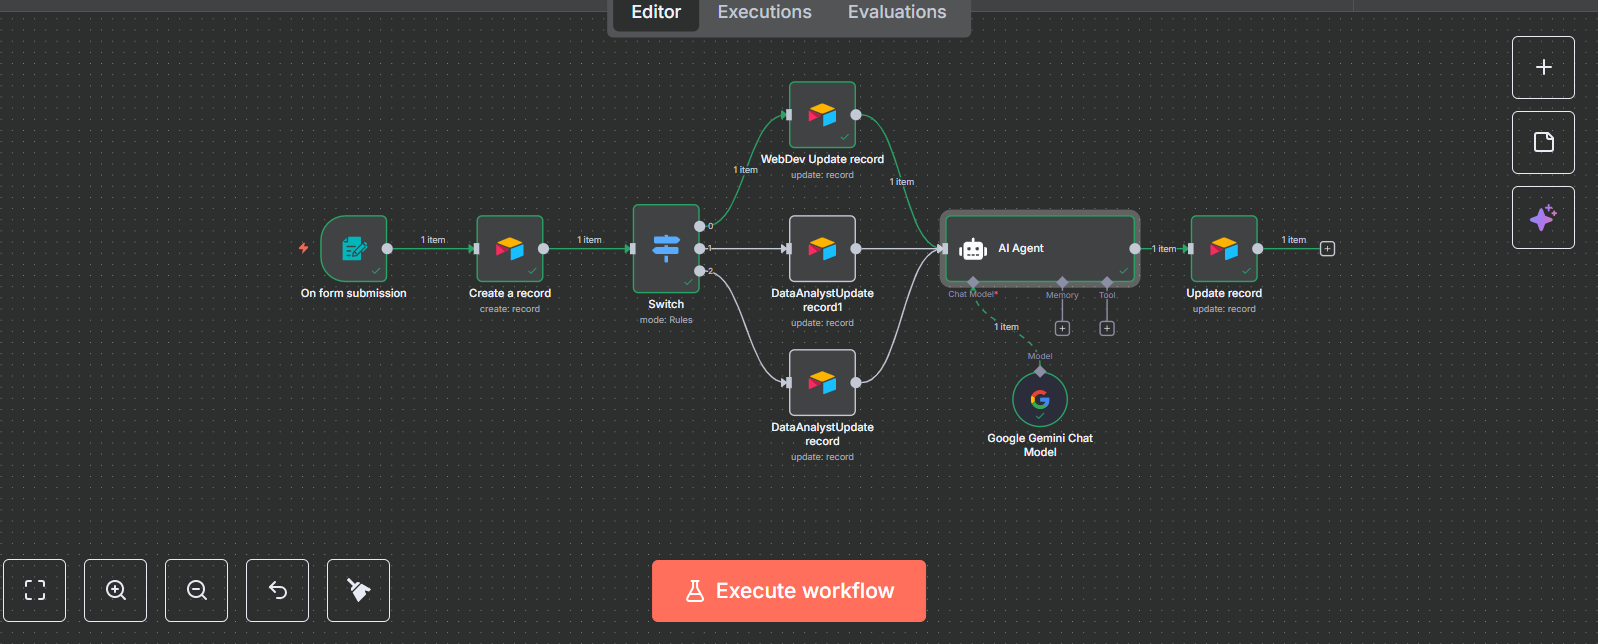 Editor
Executions
Evaluations
1 item
WebDev Update record
update: record
1 item
1 item
On form submission
1 item
Create a record
create: record
0
1
2
Switch
mode: Rules
DataAnalystUpdate
record1
update: record
AI Agent
Chat Model*
Memory
Tool
1 item
1 item
Update record
update: record
1 item
Model
DataAnalystUpdate
record
update: record
Google Gemini Chat
Model
Execute workflow